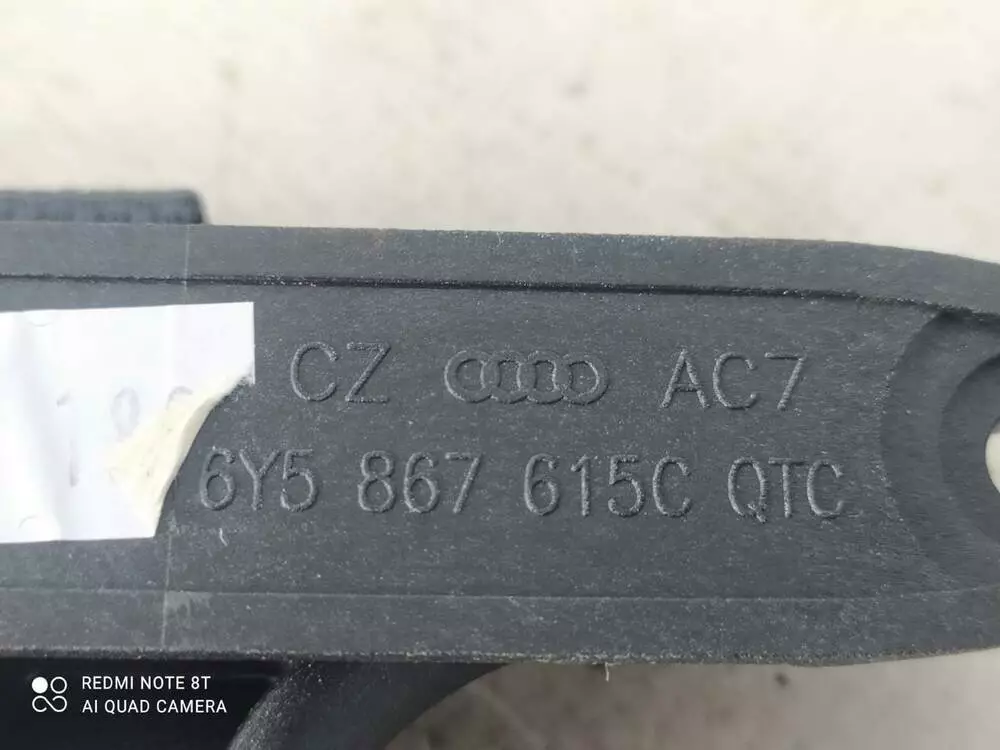 CZ AC7
6Y5 867 615C QTC
REDMI NOTE 8T
AI QUAD CAMERA